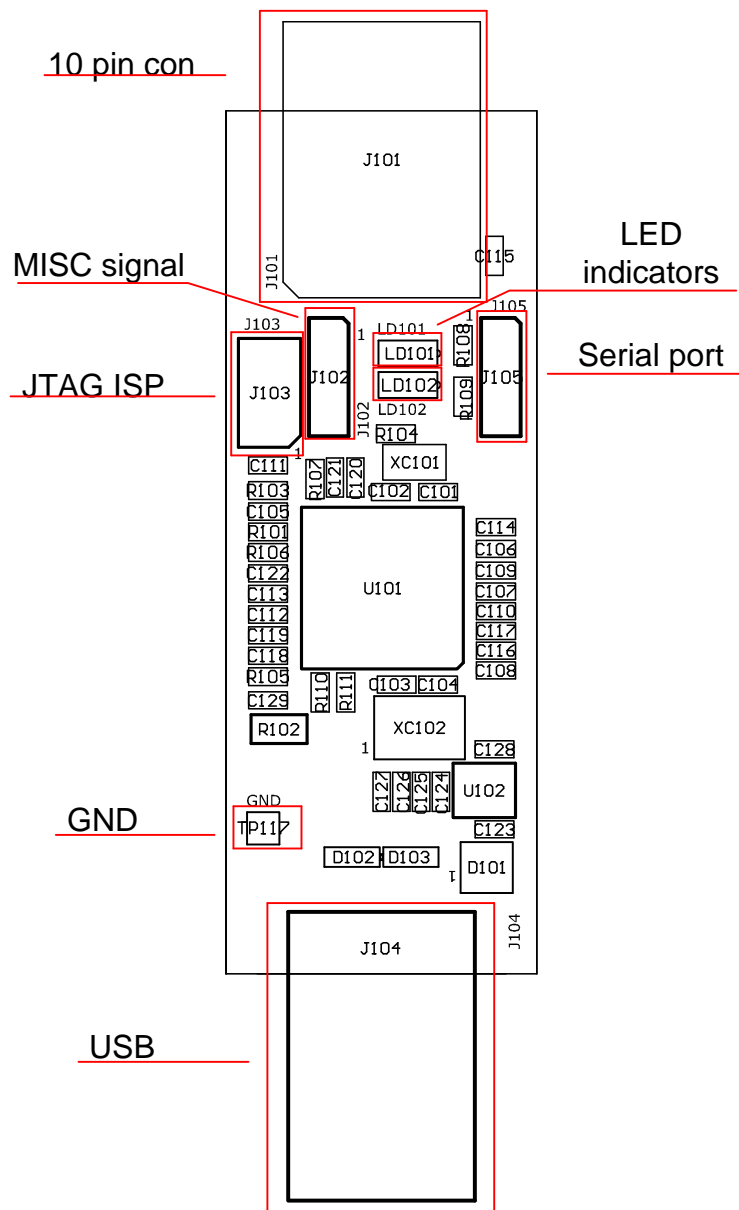 10 pin con
J101
J101
C115
LED
indicators
MISC signal
J105
1
J103
1
LD101
LD101
R108
J102
J105
Serial port
JTAG ISP
J103
LD102
LD102
R109
J102
R104
1
C111
R107
C121
C120
XC101
R103
C102
C101
C105
R101
C114
R106
C106
C122
C109
C113
U101
C107
C112
C110
C119
C117
C118
C116
R105
C108
R110
R111
C103
C104
C129
R102
XC102
1
C128
C127
C126
C125
C124
U102
GND
GND
TP117
C123
D102
D103
D101
1
J104
J104
USB